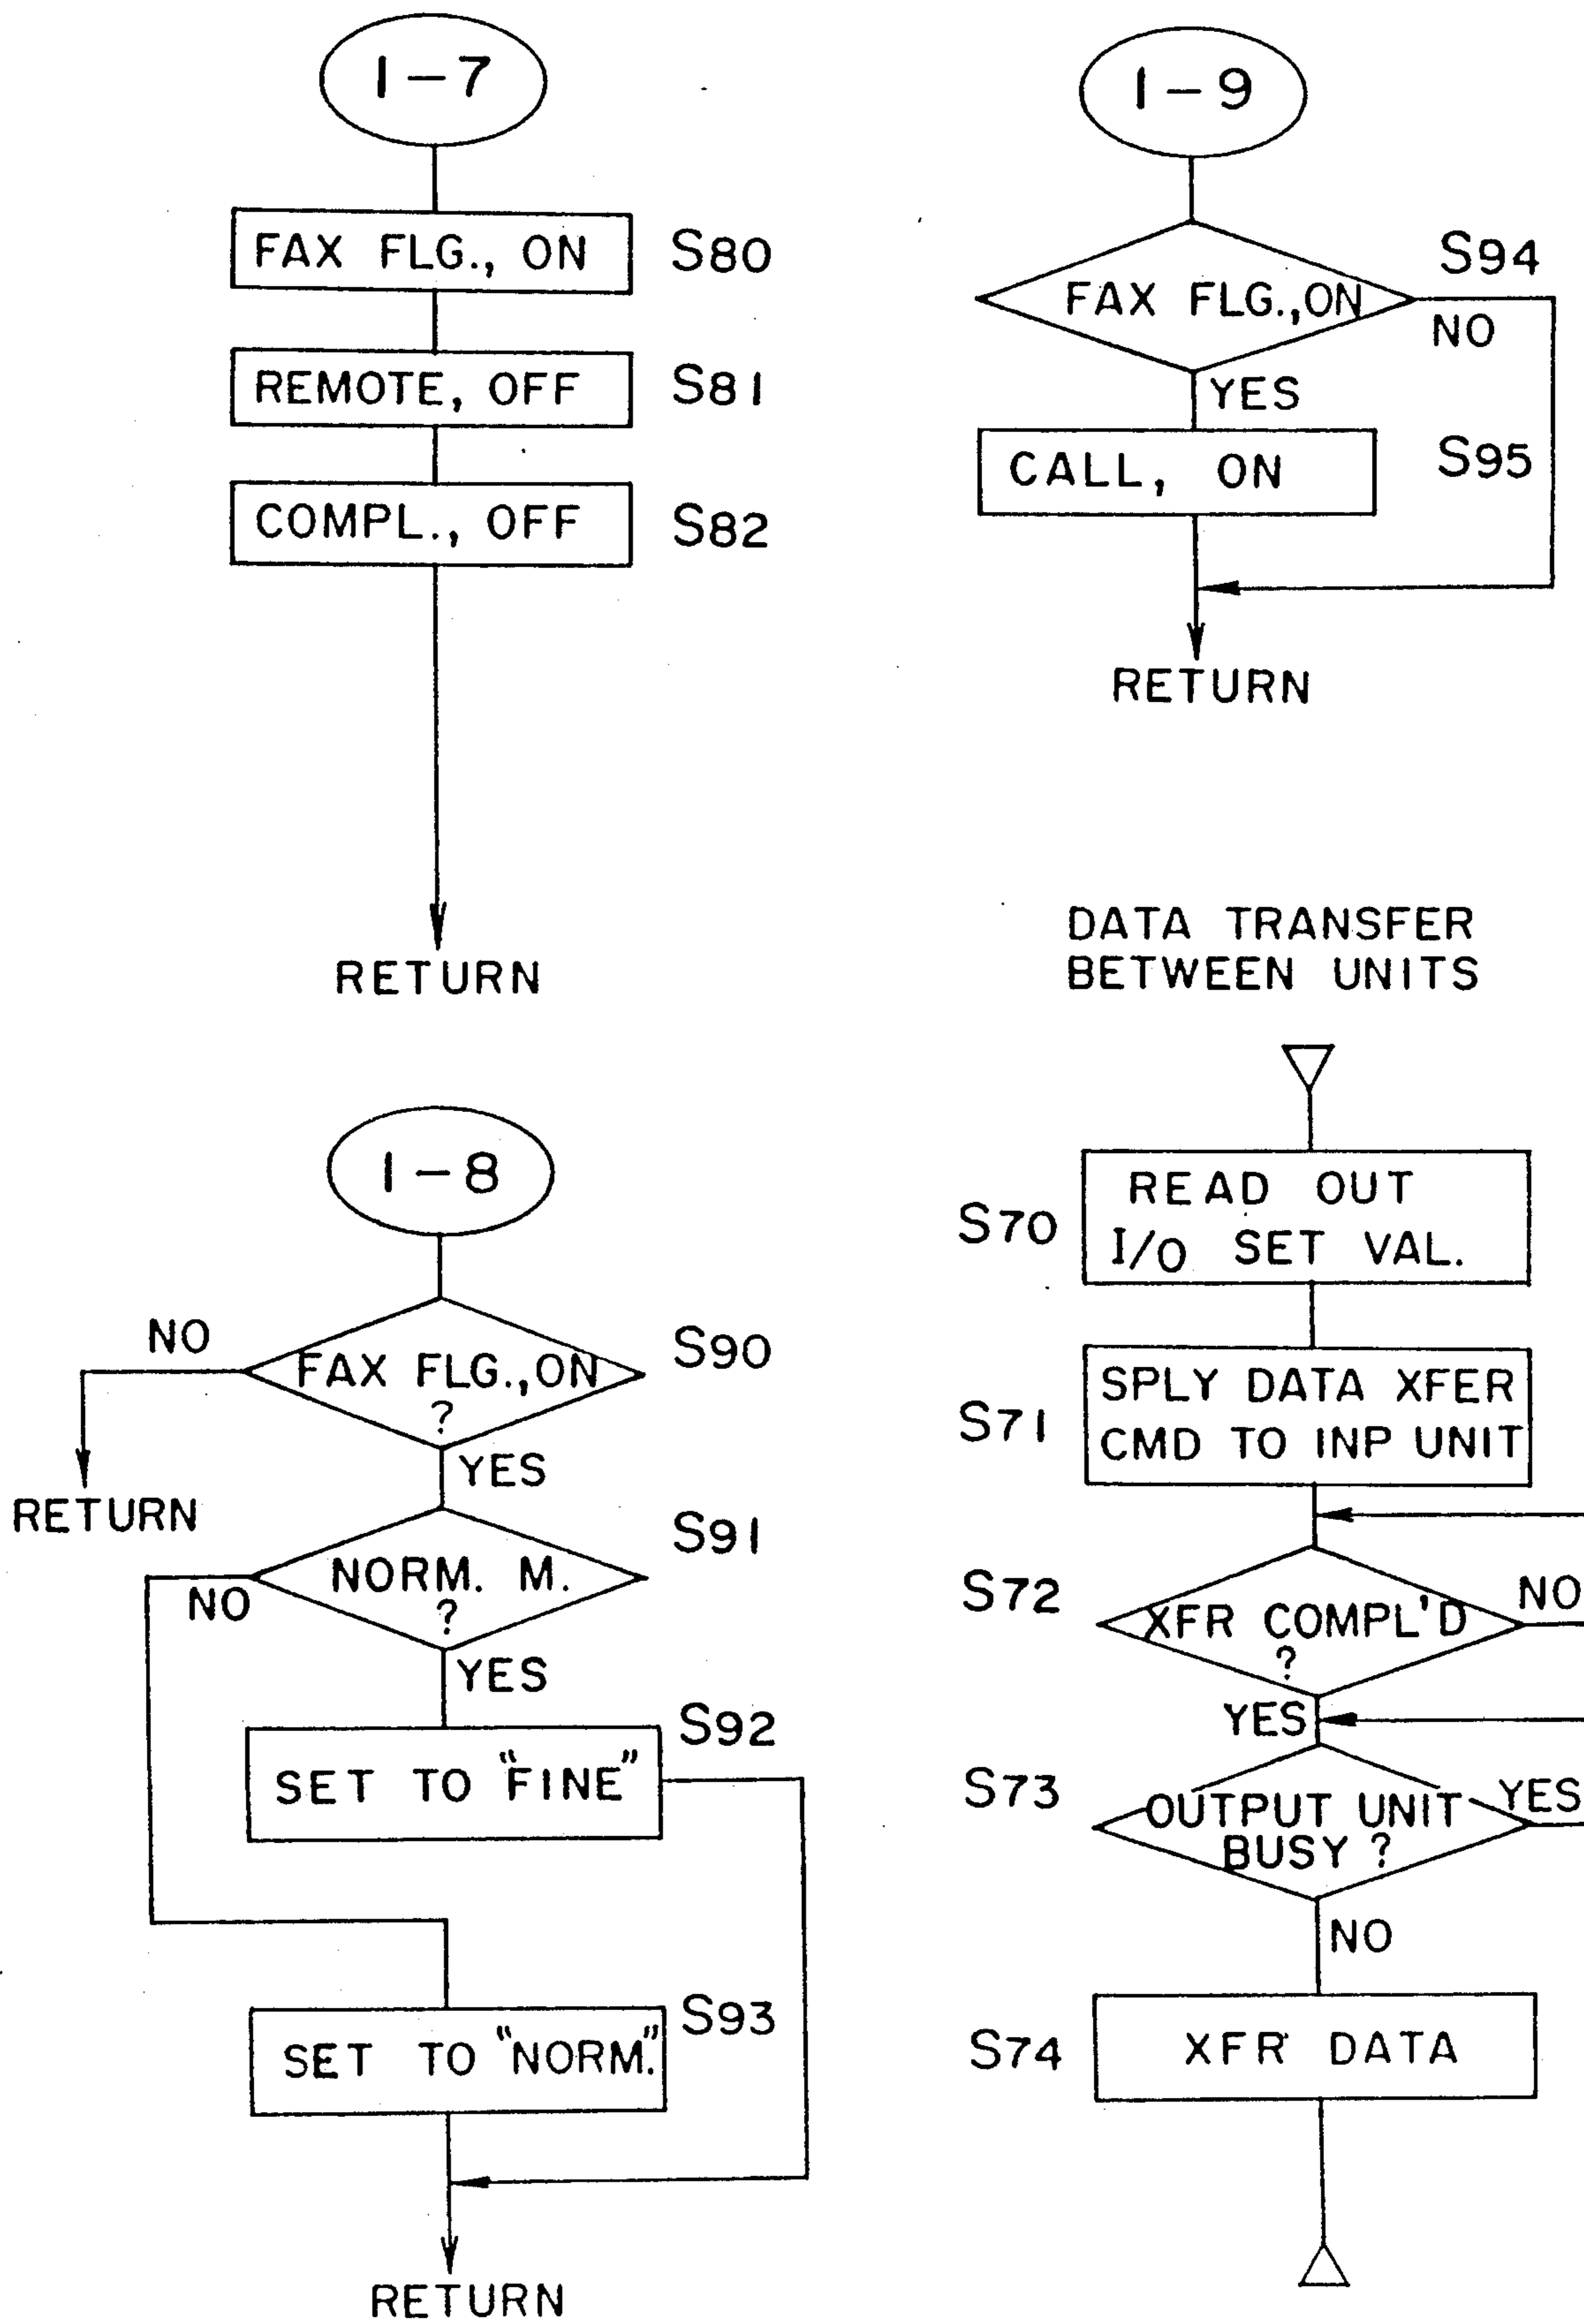 1-7
FAX FLG., ON
S80
REMOTE, OFF
S81
COMPL., OFF
S82
RETURN
1-9
S94
FAX FLG.,ON
NO
YES
CALL, ON
S95
RETURN
1-8
NO
FAX FLG.,ON
?
S90
YES
RETURN
S91
NORM. M.
?
NO
YES
S92
SET TO "FINE"
S93
SET TO "NORM."
RETURN
DATA TRANSFER
BETWEEN UNITS
S70
READ OUT
I/O SET VAL.
S71
SPLY DATA XFER
CMD TO INP UNIT
S72
XFR COMPL'D
?
NO
YES
S73
OUTPUT UNIT
BUSY ?
YES
NO
S74
XFR DATA